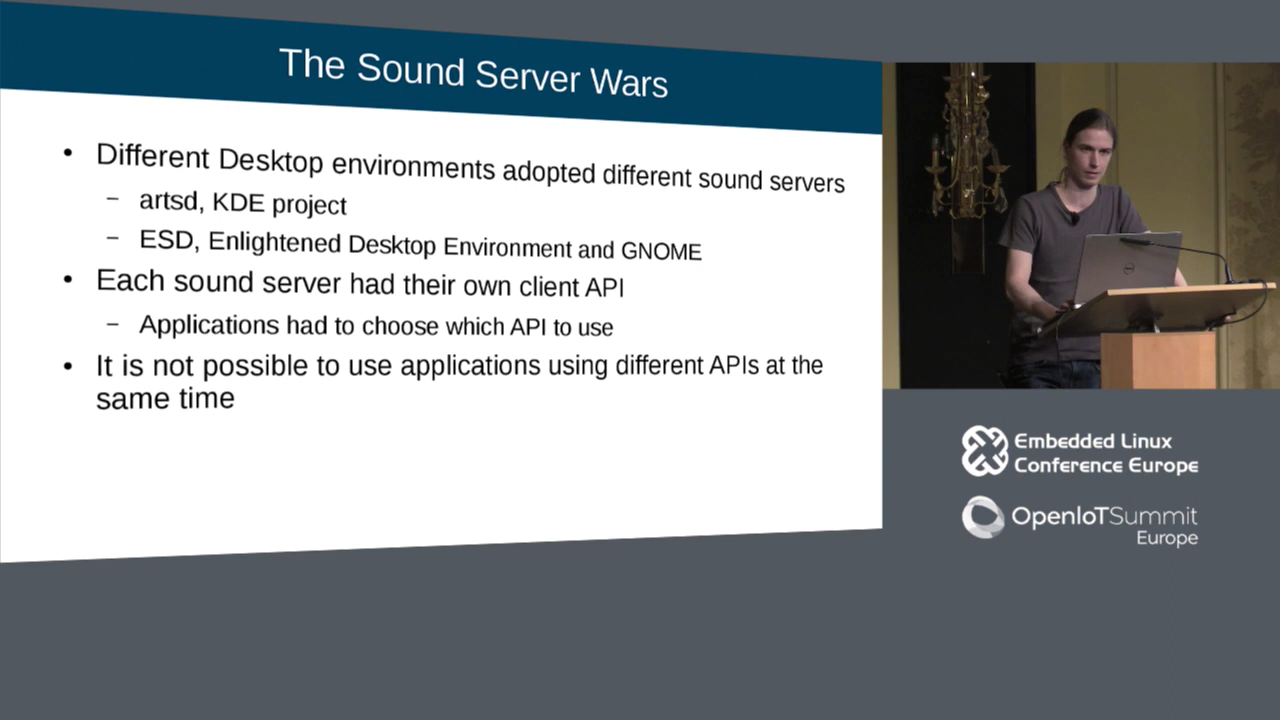 The Sound Server Wars
• Different Desktop environments adopted different sound servers
– artsd, KDE project
– ESD, Enlightened Desktop Environment and GNOME
• Each sound server had their own client API
– Applications had to choose which API to use
• It is not possible to use applications using different APIs at the
same time
Embedded Linux
Conference Europe
OpenIoTSummit
Europe